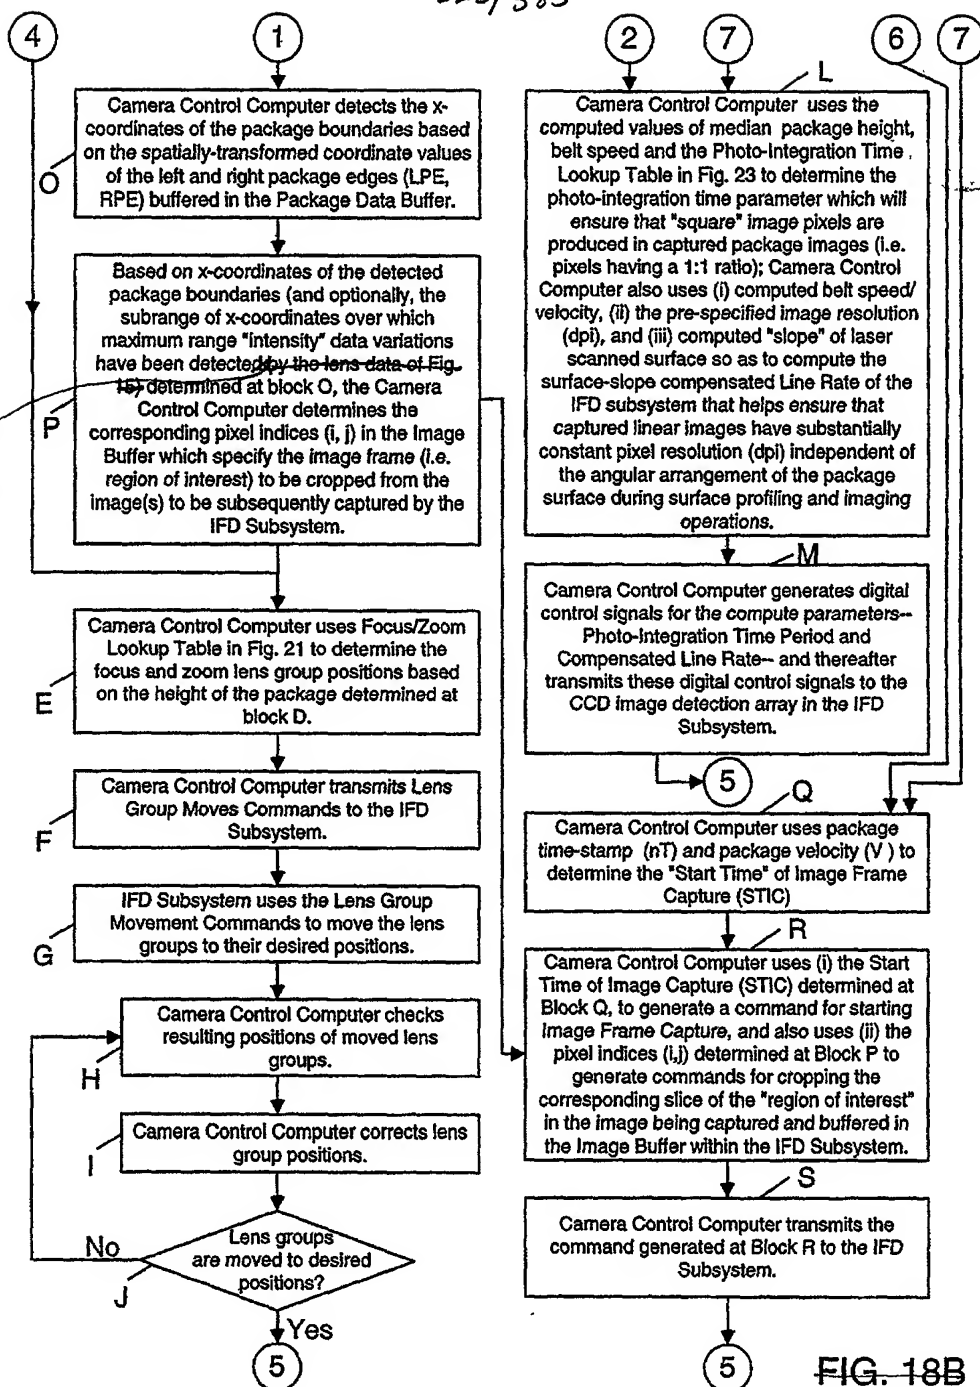 4
1
2
7
6
7
Camera Control Computer detects the x-
coordinates of the package boundaries based
on the spatially-transformed coordinate values
of the left and right package edges (LPE,
RPE) buffered in the Package Data Buffer.
O
Based on x-coordinates of the detected
package boundaries (and optionally, the
subrange of x-coordinates over which
maximum range "intensity" data variations
have been detected by the lens data of Fig.
15) determined at block O, the Camera
Control Computer determines the
corresponding pixel indices (i, j) in the Image
Buffer which specify the image frame (i.e.
region of interest) to be cropped from the
image(s) to be subsequently captured by the
IFD Subsystem.
P
Camera Control Computer uses Focus/Zoom
Lookup Table in Fig. 21 to determine the
focus and zoom lens group positions based
on the height of the package determined at
block D.
E
Camera Control Computer transmits Lens
Group Moves Commands to the IFD
Subsystem.
F
IFD Subsystem uses the Lens Group
Movement Commands to move the lens
groups to their desired positions.
G
Camera Control Computer checks
resulting positions of moved lens
groups.
H
Camera Control Computer corrects lens
group positions.
I
Lens groups
are moved to desired
positions?
No
J
Yes
5
L
Camera Control Computer uses the
computed values of median package height,
belt speed and the Photo-Integration Time
Lookup Table in Fig. 23 to determine the
photo-integration time parameter which will
ensure that "square" image pixels are
produced in captured package images (i.e.
pixels having a 1:1 ratio); Camera Control
Computer also uses (i) computed belt speed/
velocity, (ii) the pre-specified image resolution
(dpi), and (iii) computed "slope" of laser
scanned surface so as to compute the
surface-slope compensated Line Rate of the
IFD subsystem that helps ensure that
captured linear images have substantially
constant pixel resolution (dpi) independent of
the angular arrangement of the package
surface during surface profiling and imaging
operations.
M
Camera Control Computer generates digital
control signals for the compute parameters--
Photo-Integration Time Period and
Compensated Line Rate-- and thereafter
transmits these digital control signals to the
CCD image detection array in the IFD
Subsystem.
5
Q
Camera Control Computer uses package
time-stamp (nT) and package velocity (V ) to
determine the "Start Time" of Image Frame
Capture (STIC)
R
Camera Control Computer uses (i) the Start
Time of Image Capture (STIC) determined at
Block Q, to generate a command for starting
Image Frame Capture, and also uses (ii) the
pixel indices (i,j) determined at Block P to
generate commands for cropping the
corresponding slice of the "region of interest"
in the image being captured and buffered in
the Image Buffer within the IFD Subsystem.
S
Camera Control Computer transmits the
command generated at Block R to the IFD
Subsystem.
5
FIG. 18B